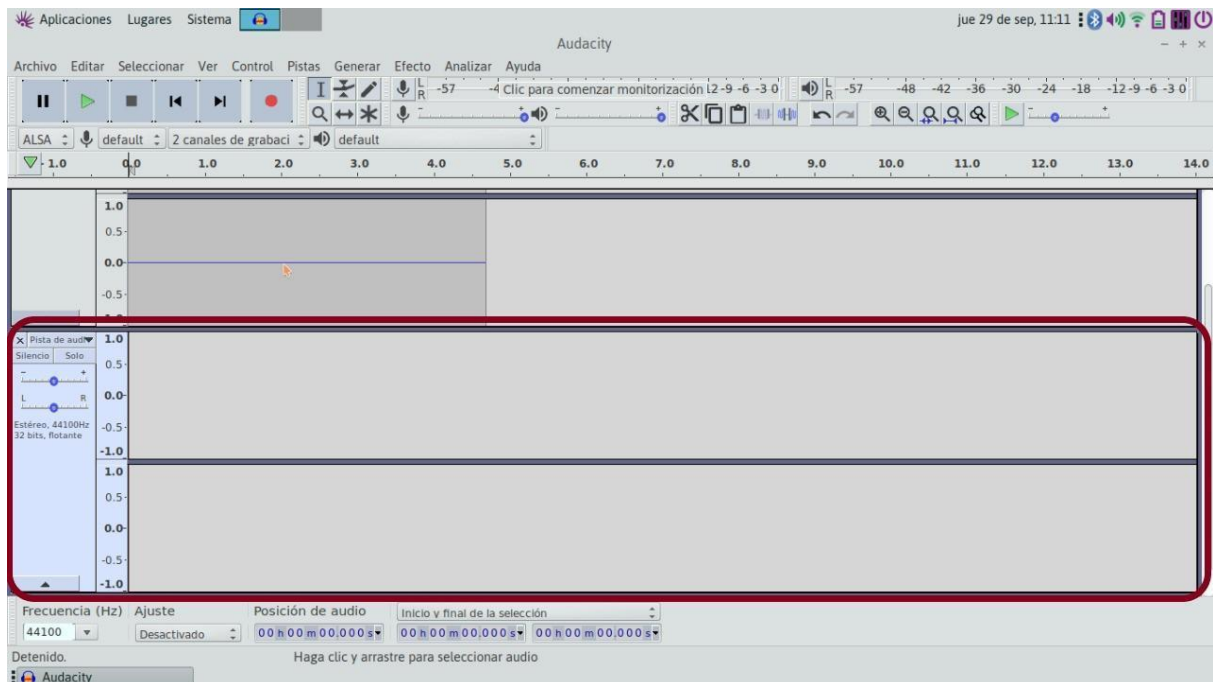 Aplicaciones Lugares Sistema jue 29 de sep, 11:11
Audacity
Archivo Editar Seleccionar Ver Control Pistas Generar Efecto Analizar Ayuda
L R -57 -4 Clic para comenzar monitorización 12 -9 -6 -3 0 L R -57 -48 -42 -36 -30 -24 -18 -12 -9 -6 -3 0
ALSA default 2 canales de grabaci default
- 1.0 0.0 1.0 2.0 3.0 4.0 5.0 6.0 7.0 8.0 9.0 10.0 11.0 12.0 13.0 14.0
1.0
0.5
0.0
-0.5
X Pista de aud 1.0
Silencio Solo
0.5
- +
0.0
L R
Estéreo, 44100Hz -0.5
32 bits, flotante
-1.0
1.0
0.5
0.0
-0.5
-1.0
Frecuencia (Hz) Ajuste Posición de audio Inicio y final de la selección
44100 Desactivado 00 h 00 m 00,000 s 00 h 00 m 00,000 s 00 h 00 m 00,000 s
Detenido. Haga clic y arrastre para seleccionar audio
Audacity